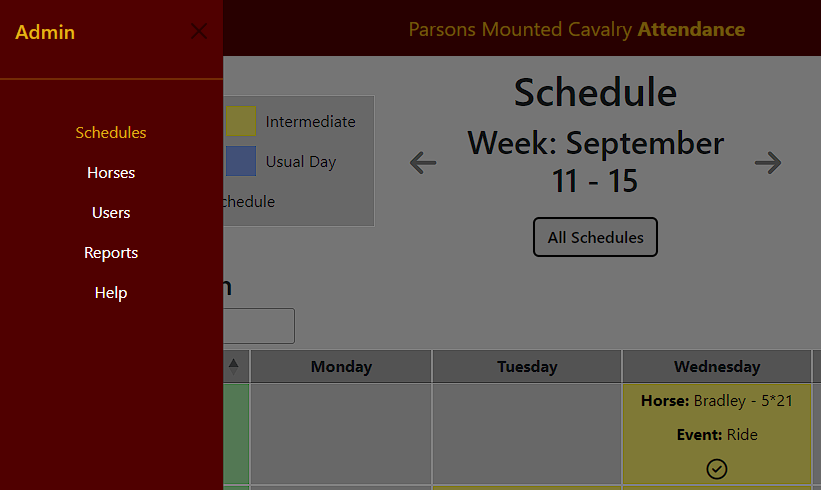 Admin
Parsons Mounted Cavalry Attendance
Schedules
Horses
Users
Reports
Help
Intermediate
Usual Day
Schedule
Week: September
11 - 15
All Schedules
Monday
Tuesday
Wednesday
Horse: Bradley - 5*21
Event: Ride